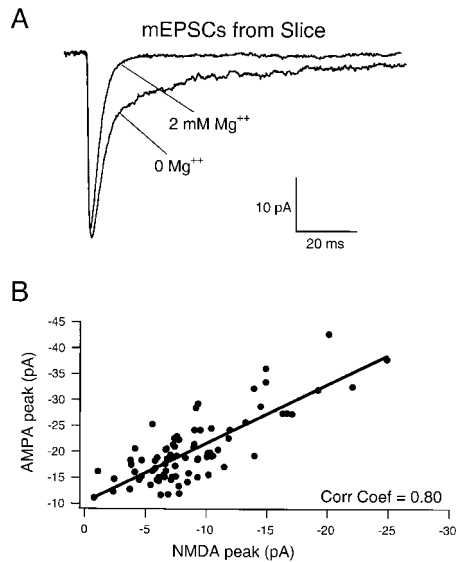 A
mEPSCs from Slice
2 mM Mg++
0 Mg++
10 pA
20 ms
B
-45
-40
-35
-30
-25
-20
-15
-10
AMPA peak (pA)
Corr Coef = 0.80
0 -5 -10 -15 -20 -25 -30
NMDA peak (pA)